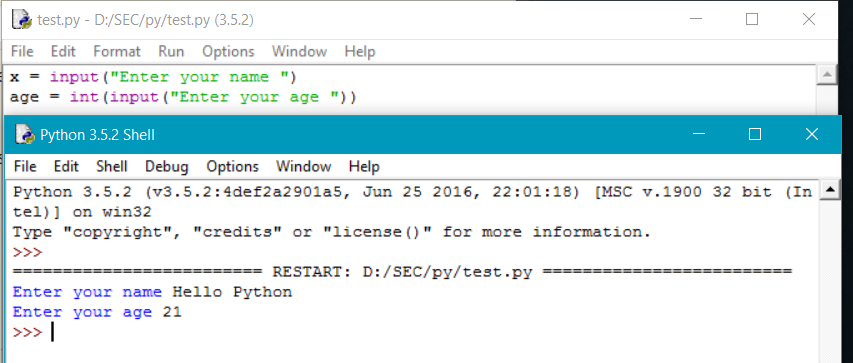 test.py - D:/SEC/py/test.py (3.5.2)
File Edit Format Run Options Window Help
x = input("Enter your name ")
age = int(input("Enter your age "))
Python 3.5.2 Shell
File Edit Shell Debug Options Window Help
Python 3.5.2 (v3.5.2:4def2a2901a5, Jun 25 2016, 22:01:18) [MSC v.1900 32 bit (In
tel)] on win32
Type "copyright", "credits" or "license()" for more information.
>>>
========================= RESTART: D:/SEC/py/test.py =========================
Enter your name Hello Python
Enter your age 21
>>>